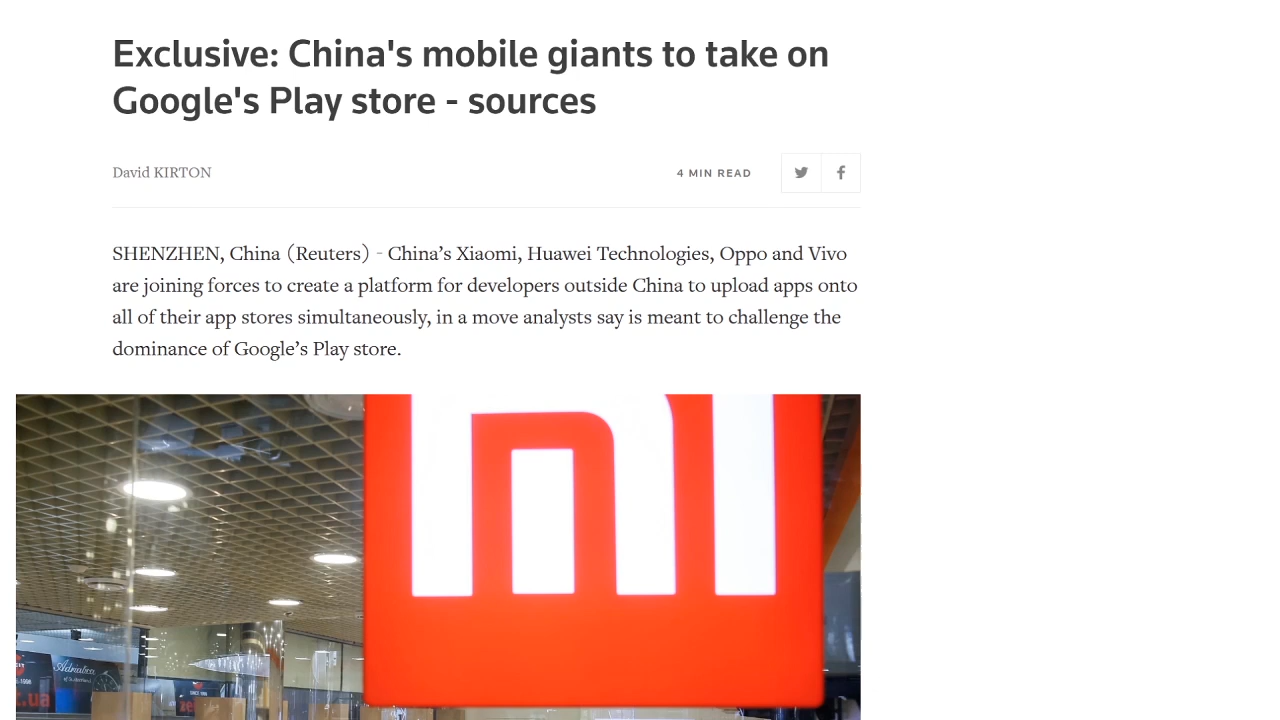 Exclusive: China's mobile giants to take on
Google's Play store - sources
David KIRTON
4 MIN READ
SHENZHEN, China (Reuters) - China’s Xiaomi, Huawei Technologies, Oppo and Vivo
are joining forces to create a platform for developers outside China to upload apps onto
all of their app stores simultaneously, in a move analysts say is meant to challenge the
dominance of Google’s Play store.
mi
Adriatica
.ua